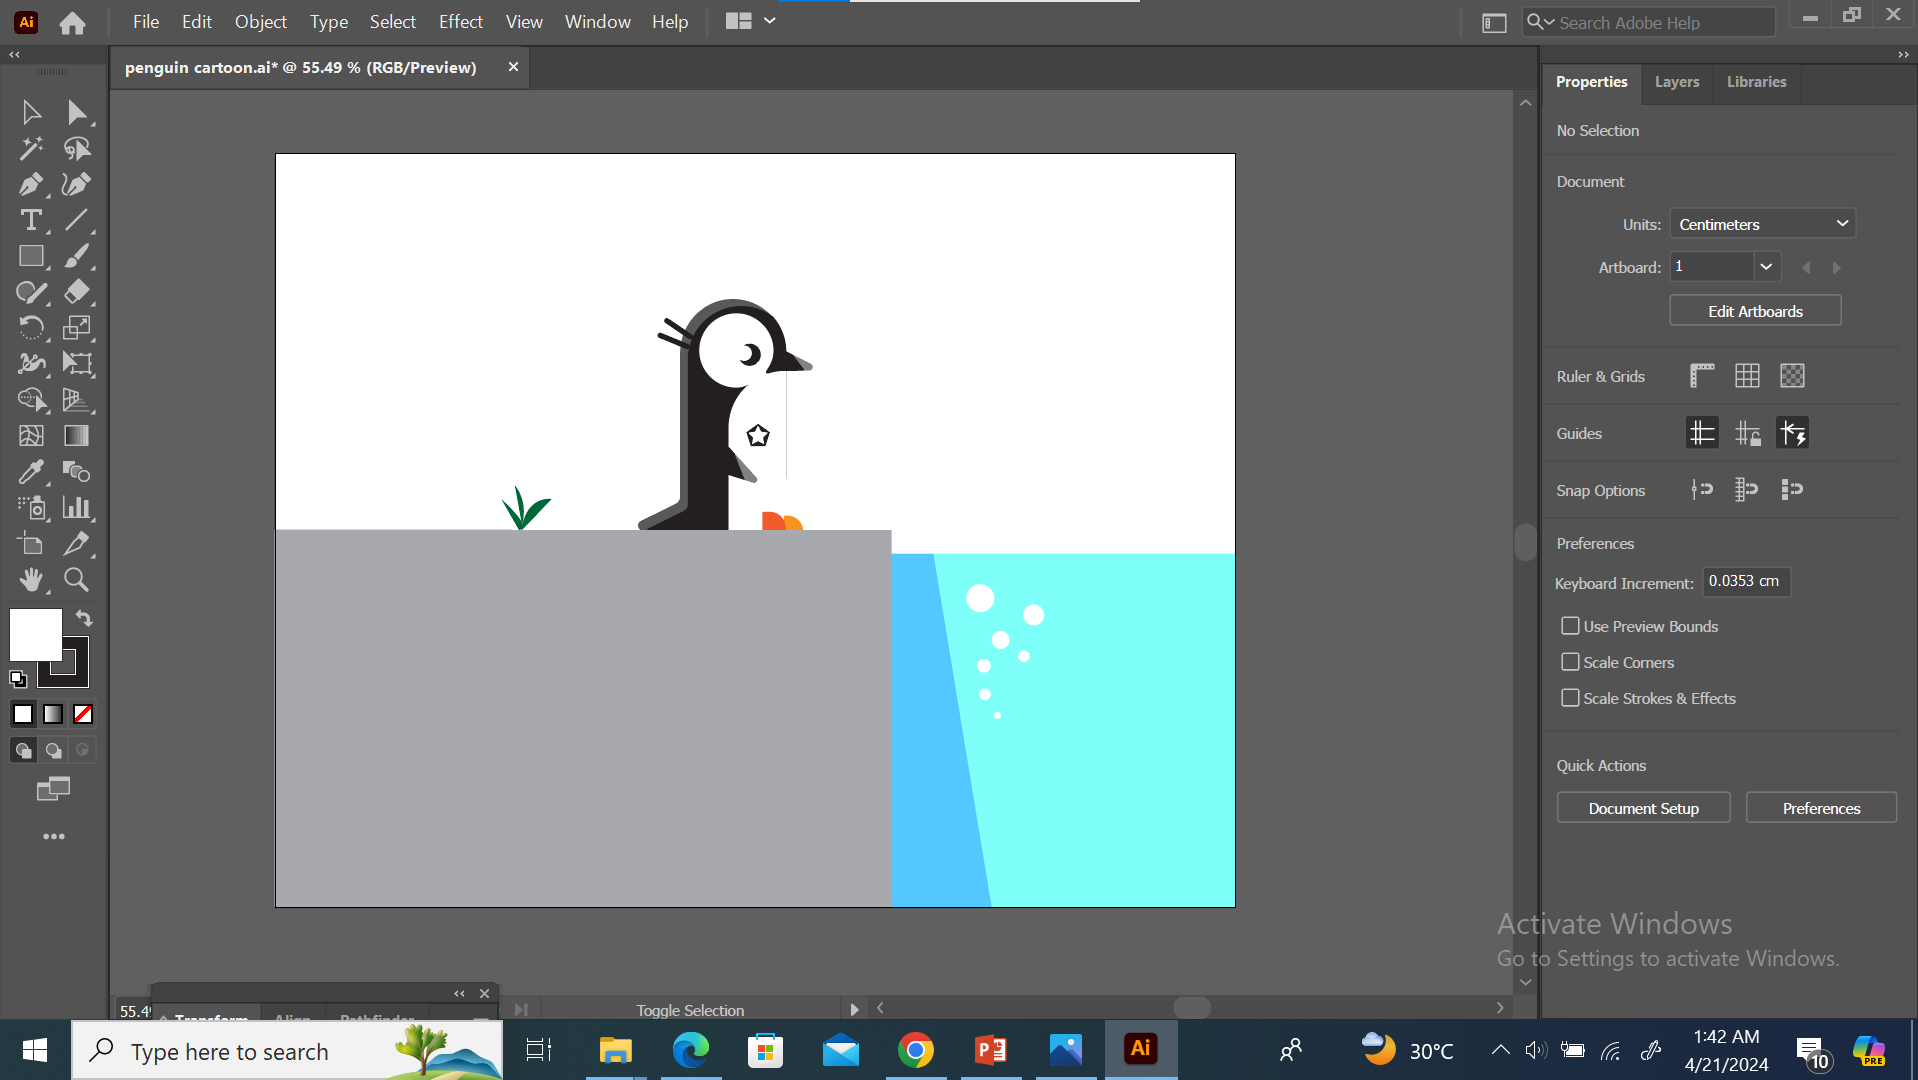 Ai File Edit Object Type Select Effect View Window Help Search Adobe Help
penguin cartoon.ai* @ 55.49 % (RGB/Preview)
Properties Layers Libraries
No Selection
Document
Units: Centimeters
Artboard: 1
Edit Artboards
Ruler & Grids
Guides
Snap Options
Preferences
Keyboard Increment: 0.0353 cm
Use Preview Bounds
Scale Corners
Scale Strokes & Effects
Quick Actions
Document Setup Preferences
Activate Windows
Go to Settings to activate Windows.
55.49 Toggle Selection
Transform Align Pathfinder
Type here to search
Ai
30°C
1:42 AM
4/21/2024
10
PRE